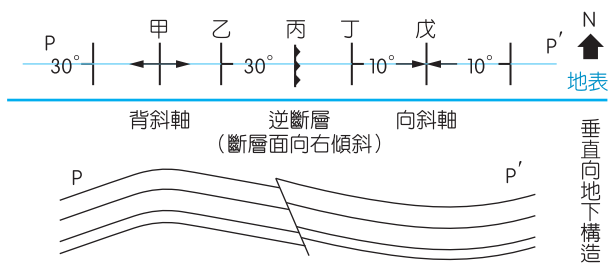 甲 乙 丙 丁 戊 N
P P′
30° 30° 10° 10°
地表
背斜軸 逆斷層 向斜軸
（斷層面向右傾斜）
垂直向地下構造
P P′